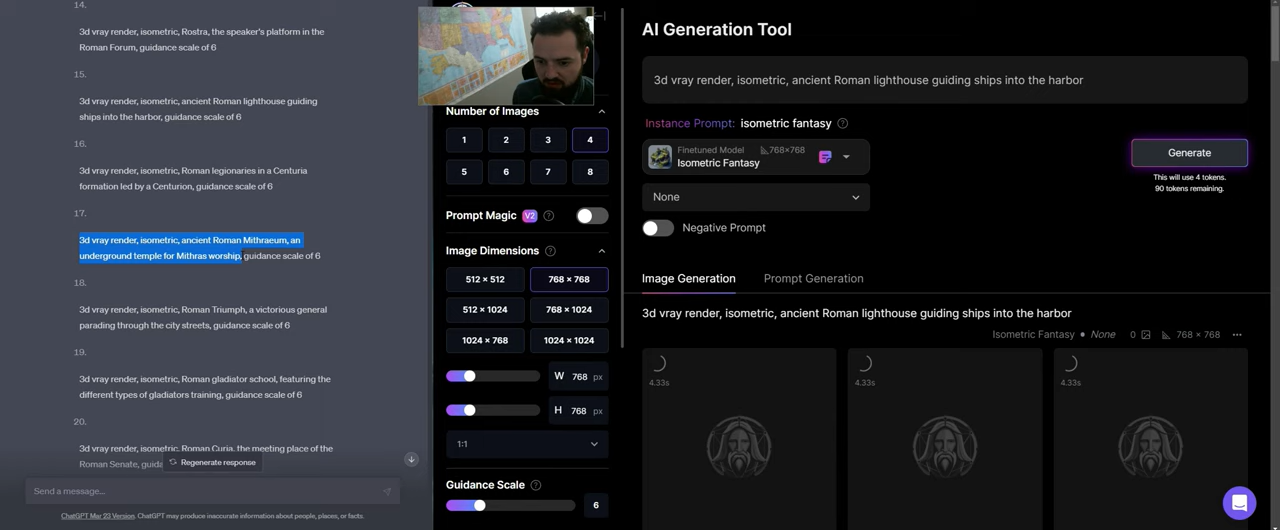 14.
3d vray render, isometric, Rostra, the speaker's platform in the
Roman Forum, guidance scale of 6
15.
3d vray render, isometric, ancient Roman lighthouse guiding
ships into the harbor, guidance scale of 6
16.
3d vray render, isometric, Roman legionaries in a Centuria
formation led by a Centurion, guidance scale of 6
17.
3d vray render, isometric, ancient Roman Mithraeum, an
underground temple for Mithras worship, guidance scale of 6
18.
3d vray render, isometric, Roman Triumph, a victorious general
parading through the city streets, guidance scale of 6
19.
3d vray render, isometric, Roman gladiator school, featuring the
different types of gladiators training, guidance scale of 6
20.
3d vray render, isometric, Roman Curia, the meeting place of the
Roman Senate, guida
Regenerate response
Send a message...
ChatGPT Mar 23 Version. ChatGPT may produce inaccurate information about people, places, or facts.
Number of Images
1 2 3 4
5 6 7 8
Prompt Magic V2
Image Dimensions
512 × 512 768 × 768
512 × 1024 768 × 1024
1024 × 768 1024 × 1024
W 768 px
H 768 px
1:1
Guidance Scale
6
AI Generation Tool
3d vray render, isometric, ancient Roman lighthouse guiding ships into the harbor
Instance Prompt: isometric fantasy
Finetuned Model 768×768
Isometric Fantasy
Generate
This will use 4 tokens.
90 tokens remaining.
None
Negative Prompt
Image Generation Prompt Generation
3d vray render, isometric, ancient Roman lighthouse guiding ships into the harbor
Isometric Fantasy • None 0 768 × 768 ...
4.33s 4.33s 4.33s